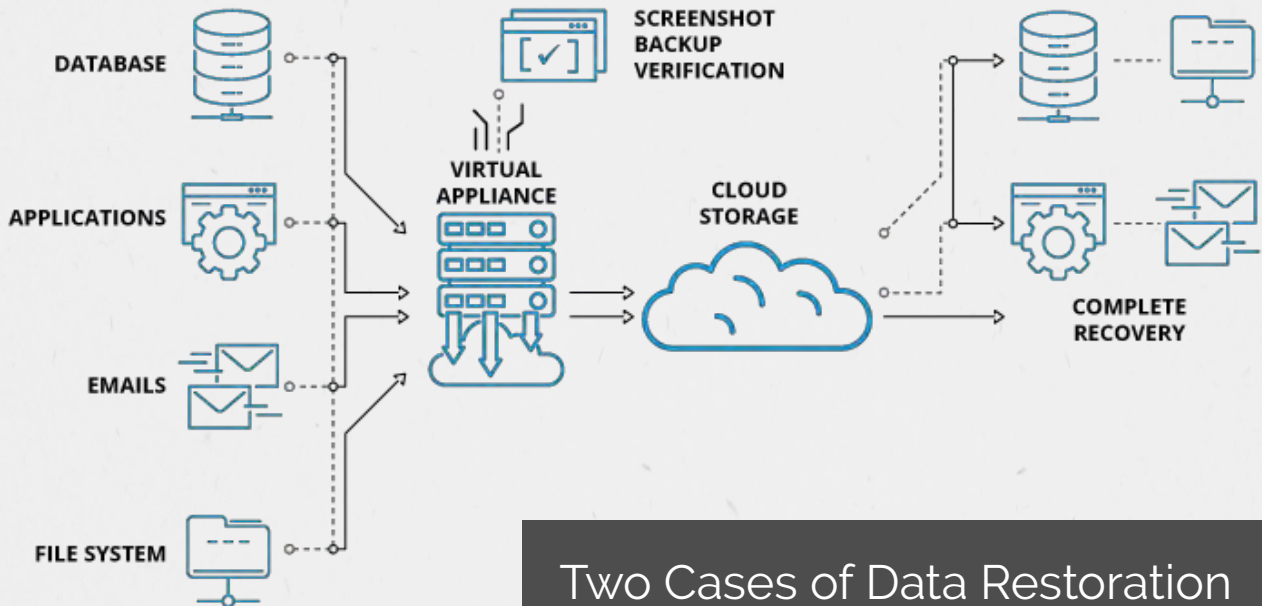 DATABASE
APPLICATIONS
EMAILS
FILE SYSTEM
SCREENSHOT
BACKUP
VERIFICATION
VIRTUAL
APPLIANCE
CLOUD
STORAGE
COMPLETE
RECOVERY
Two Cases of Data Restoration